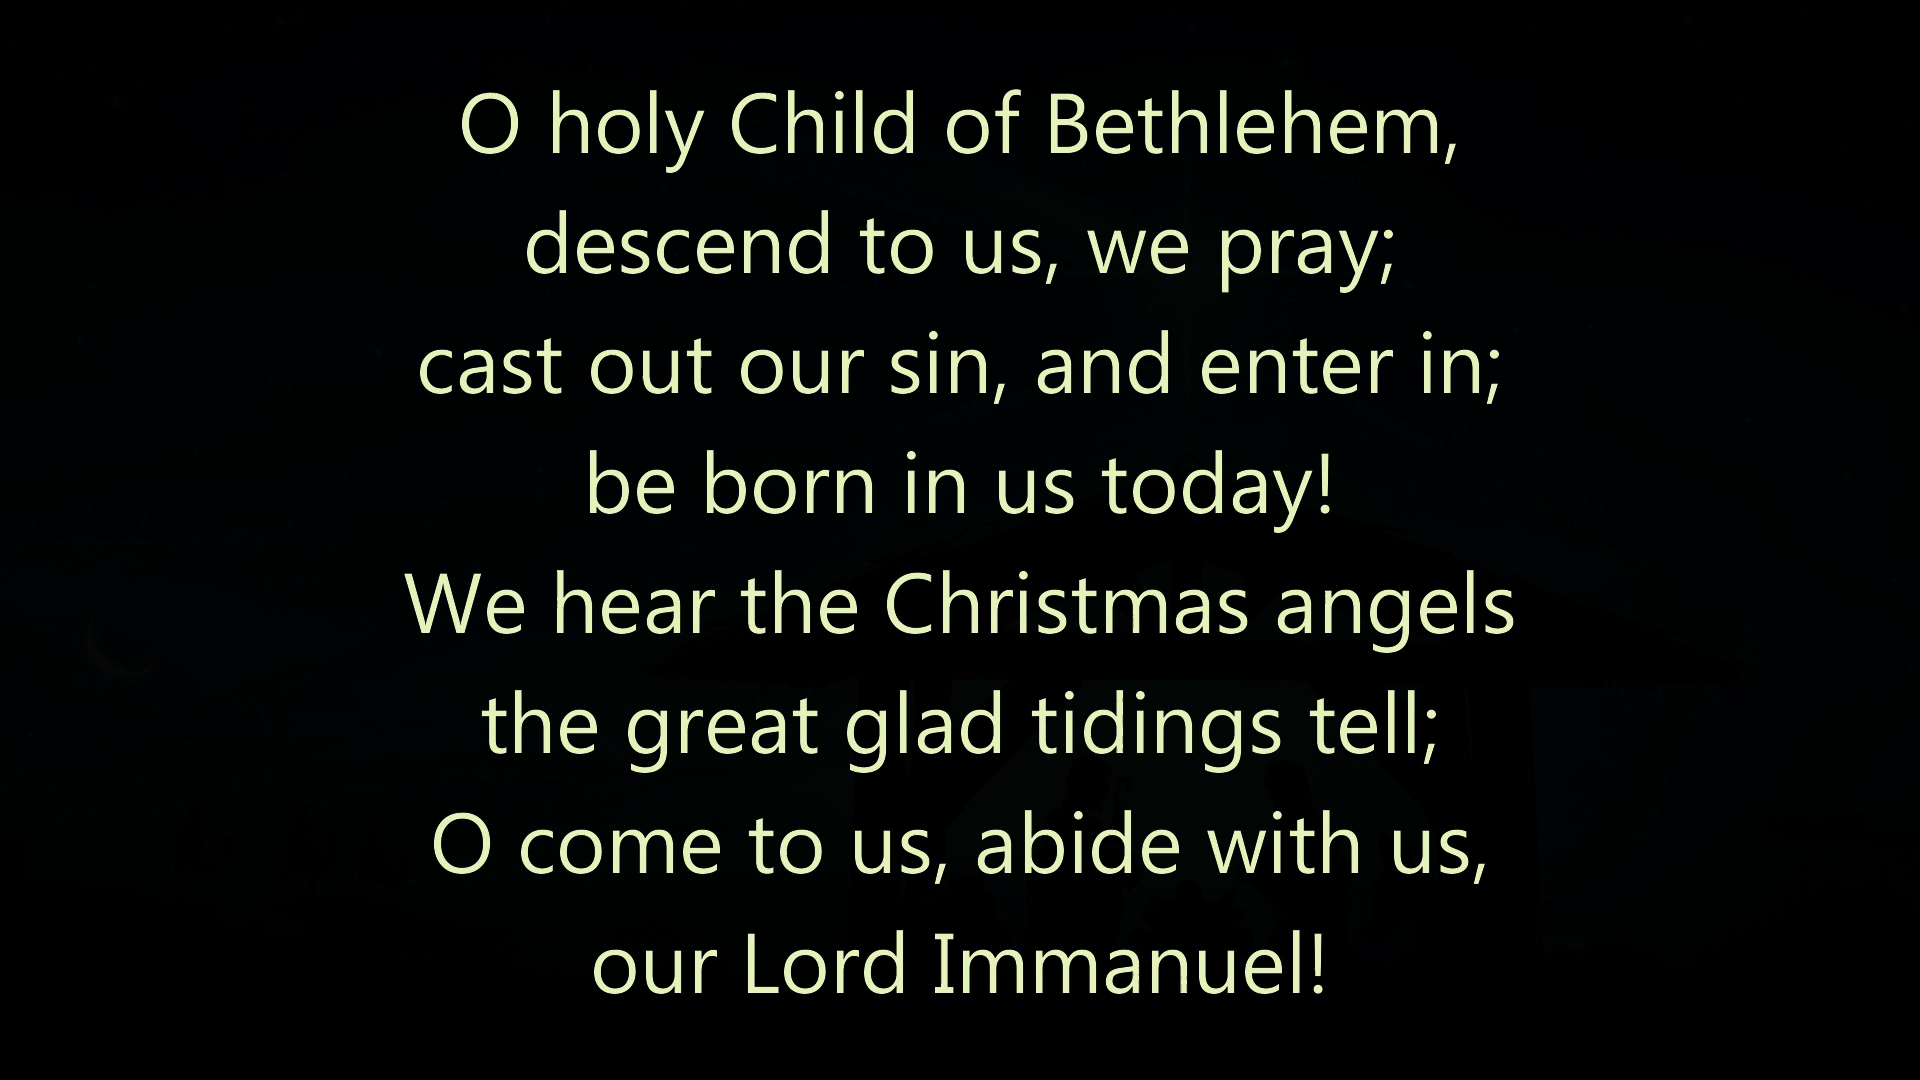 O holy Child of Bethlehem,
descend to us, we pray;
cast out our sin, and enter in;
be born in us today!
We hear the Christmas angels
the great glad tidings tell;
O come to us, abide with us,
our Lord Immanuel!